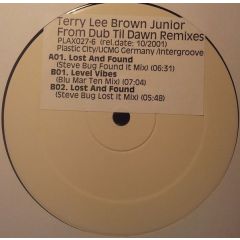 Terry Lee Brown Junior
From Dub Til Dawn Remixes
PLAX027-6 (rel.date: 10/2001)
Plastic City/UCMG Germany /Intergroove
A01. Lost And Found
(Steve Bug Found It Mix) (06:31)
B01. Level Vibes
(Blu Mar Ten Mix) (07:04)
B02. Lost And Found
(Steve Bug Lost It Mix) (05:48)